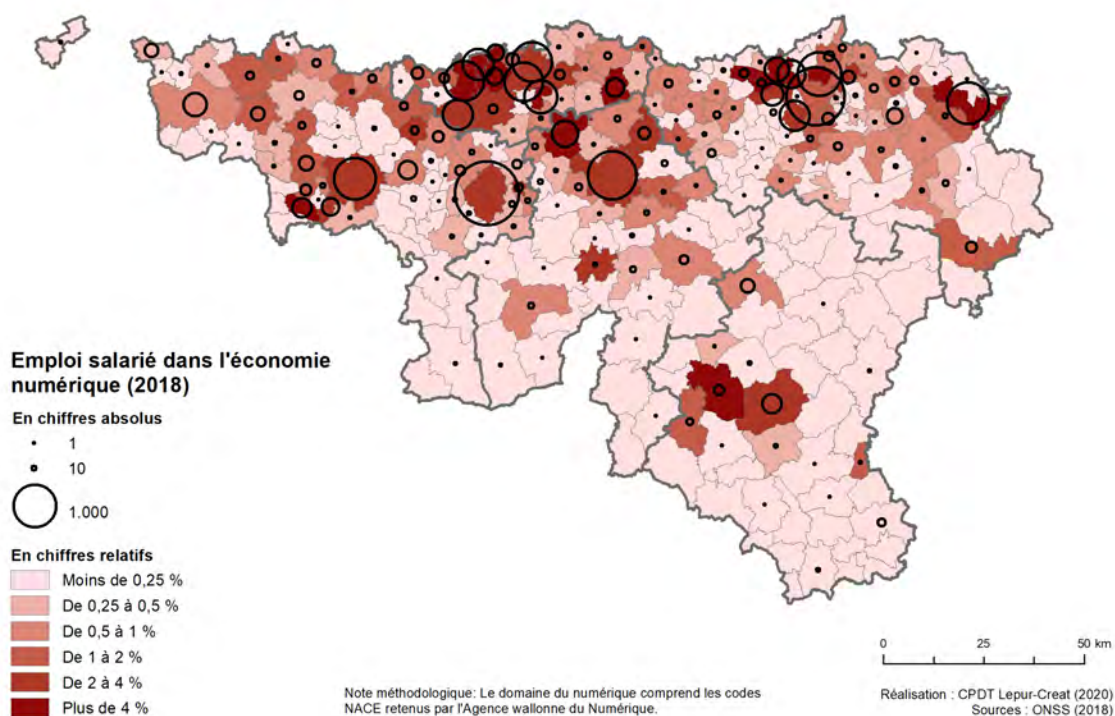 Emploi salarié dans l'économie
numérique (2018)
En chiffres absolus
1
10
1.000
En chiffres relatifs
Moins de 0,25 %
De 0,25 à 0,5 %
De 0,5 à 1 %
De 1 à 2 %
De 2 à 4 %
Plus de 4 %
Note méthodologique: Le domaine du numérique comprend les codes
NACE retenus par l'Agence wallonne du Numérique.
0 25 50 km
Réalisation : CPDT Lepur-Creat (2020)
Sources : ONSS (2018)